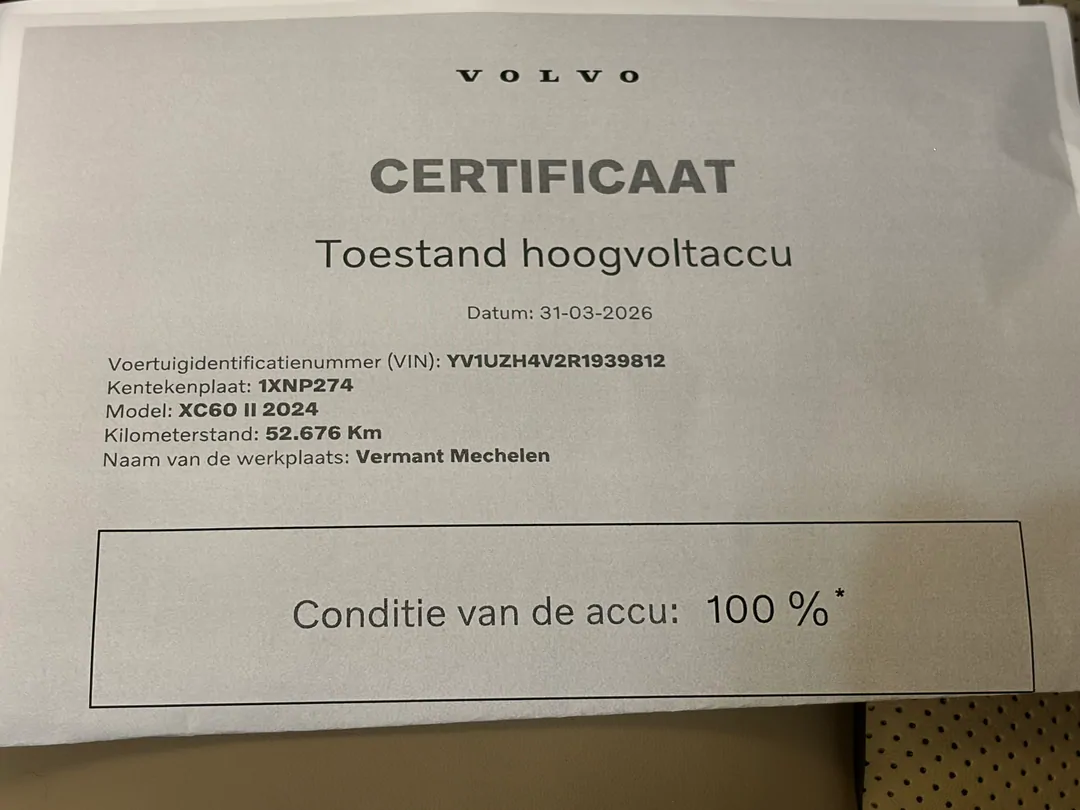 VOLVO
CERTIFICAAT
Toestand hoogvoltaccu
Datum: 31-03-2026
Voertuigidentificatienummer (VIN): YV1UZH4V2R1939812
Kentekenplaat: 1XNP274
Model: XC60 II 2024
Kilometerstand: 52.676 Km
Naam van de werkplaats: Vermant Mechelen
Conditie van de accu: 100 %*